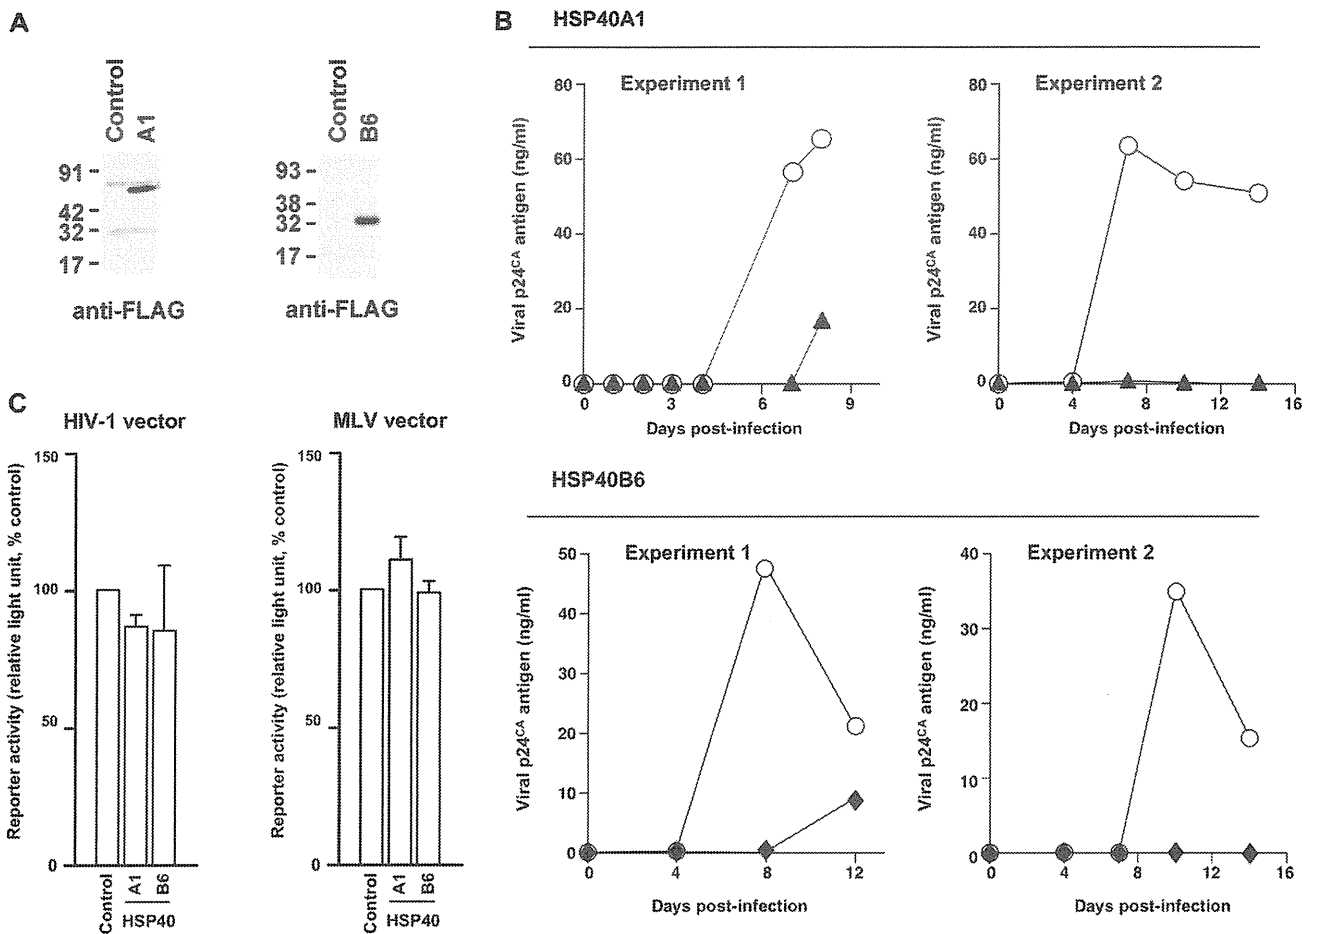 A
Control
A1
91
42
32
17
anti-FLAG
Control
B6
93
38
32
17
anti-FLAG
B
HSP40A1
Experiment 1
Viral p24CA antigen (ng/ml)
80
60
40
20
0
0 3 6 9
Days post-infection
Experiment 2
Viral p24CA antigen (ng/ml)
80
60
40
20
0
0 4 8 12 16
Days post-infection
HSP40B6
Experiment 1
Viral p24CA antigen (ng/ml)
50
40
30
20
10
0
0 4 8 12
Days post-infection
Experiment 2
Viral p24CA antigen (ng/ml)
40
30
20
10
0
0 4 8 12 16
Days post-infection
C
HIV-1 vector
Reporter activity (relative light unit, % control)
150
100
50
0
Control
A1
B6
HSP40
MLV vector
Reporter activity (relative light unit, % control)
150
100
50
0
Control
A1
B6
HSP40